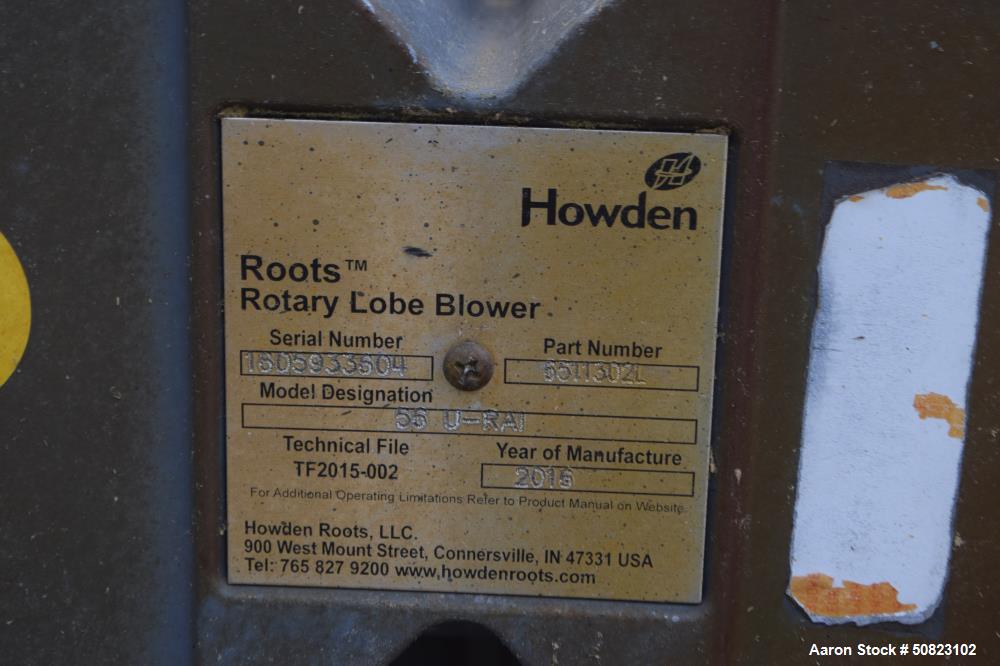 Howden
Roots™
Rotary Lobe Blower
Serial Number
Part Number
Model Designation
56 U-RAI
Technical File
TF2015-002
Year of Manufacture
For Additional Operating Limitations Refer to Product Manual on Website.
Howden Roots, LLC.
900 West Mount Street, Connersville, IN 47331 USA
Tel: 765 827 9200 www.howdenroots.com
Aaron Stock # 50823102